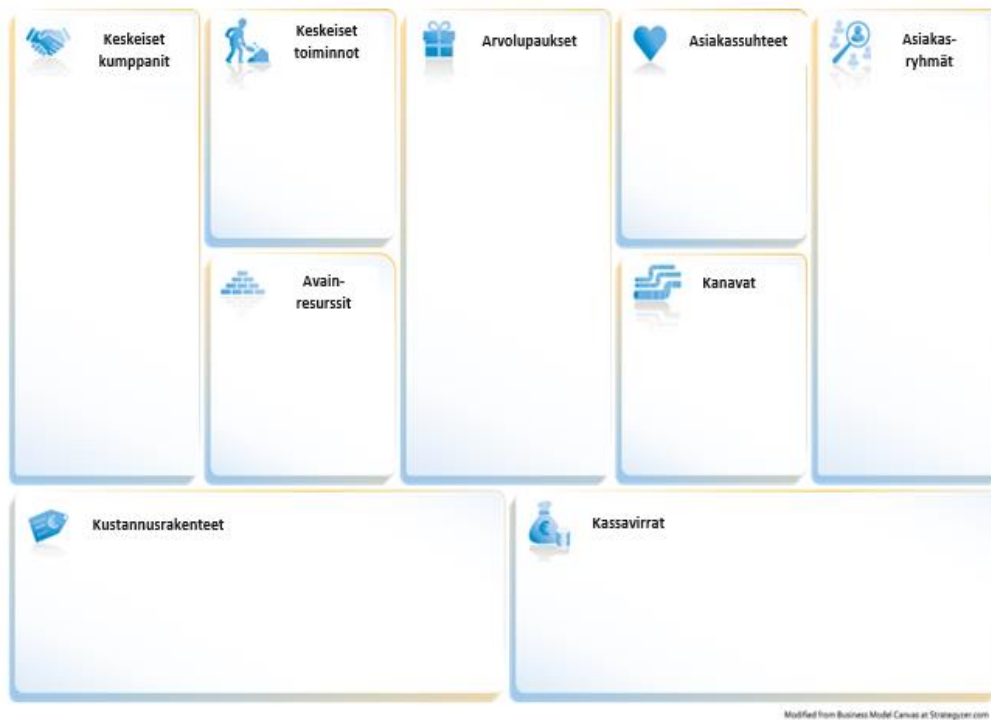 Keskeiset
kumppanit
Keskeiset
toiminnot
Arvolupaukset
Asiakassuhteet
Asiakas-
ryhmät
Avain-
resurssit
Kanavat
Kustannusrakenteet
Kassavirrat
Modified from Business Model Canvas at Strategyzer.com